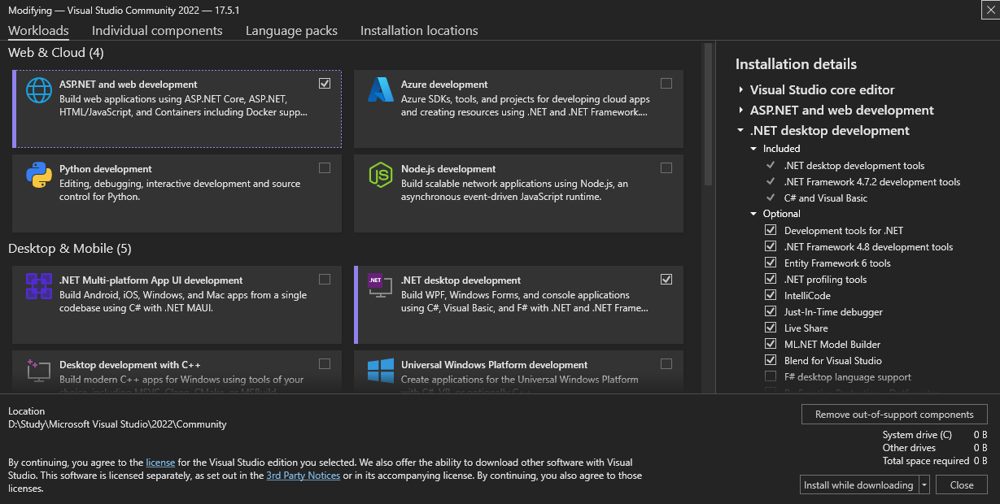 Modifying — Visual Studio Community 2022 — 17.5.1
Workloads Individual components Language packs Installation locations
Web & Cloud (4)
ASP.NET and web development
Build web applications using ASP.NET Core, ASP.NET,
HTML/JavaScript, and Containers including Docker supp...
Azure development
Azure SDKs, tools, and projects for developing cloud apps
and creating resources using .NET and .NET Framework....
Python development
Editing, debugging, interactive development and source
control for Python.
Node.js development
Build scalable network applications using Node.js, an
asynchronous event-driven JavaScript runtime.
Desktop & Mobile (5)
.NET Multi-platform App UI development
Build Android, iOS, Windows, and Mac apps from a single
codebase using C# with .NET MAUI.
.NET
.NET desktop development
Build WPF, Windows Forms, and console applications
using C#, Visual Basic, and F# with .NET and .NET Frame...
Desktop development with C++
Build modern C++ apps for Windows using tools of your
choice, including MSVC, Clang, CMake, or MSBuild.
Universal Windows Platform development
Create applications for the Universal Windows Platform
with C#, VB, or optionally C++.
Installation details
Visual Studio core editor
ASP.NET and web development
.NET desktop development
Included
.NET desktop development tools
.NET Framework 4.7.2 development tools
C# and Visual Basic
Optional
Development tools for .NET
.NET Framework 4.8 development tools
Entity Framework 6 tools
.NET profiling tools
IntelliCode
Just-In-Time debugger
Live Share
ML.NET Model Builder
Blend for Visual Studio
F# desktop language support
Location
D:\Study\Microsoft Visual Studio\2022\Community
By continuing, you agree to the license for the Visual Studio edition you selected. We also offer the ability to download other software with Visual
Studio. This software is licensed separately, as set out in the 3rd Party Notices or in its accompanying license. By continuing, you also agree to those
licenses.
Remove out-of-support components
System drive (C) 0 B
Other drives 0 B
Total space required 0 B
Install while downloading
Close